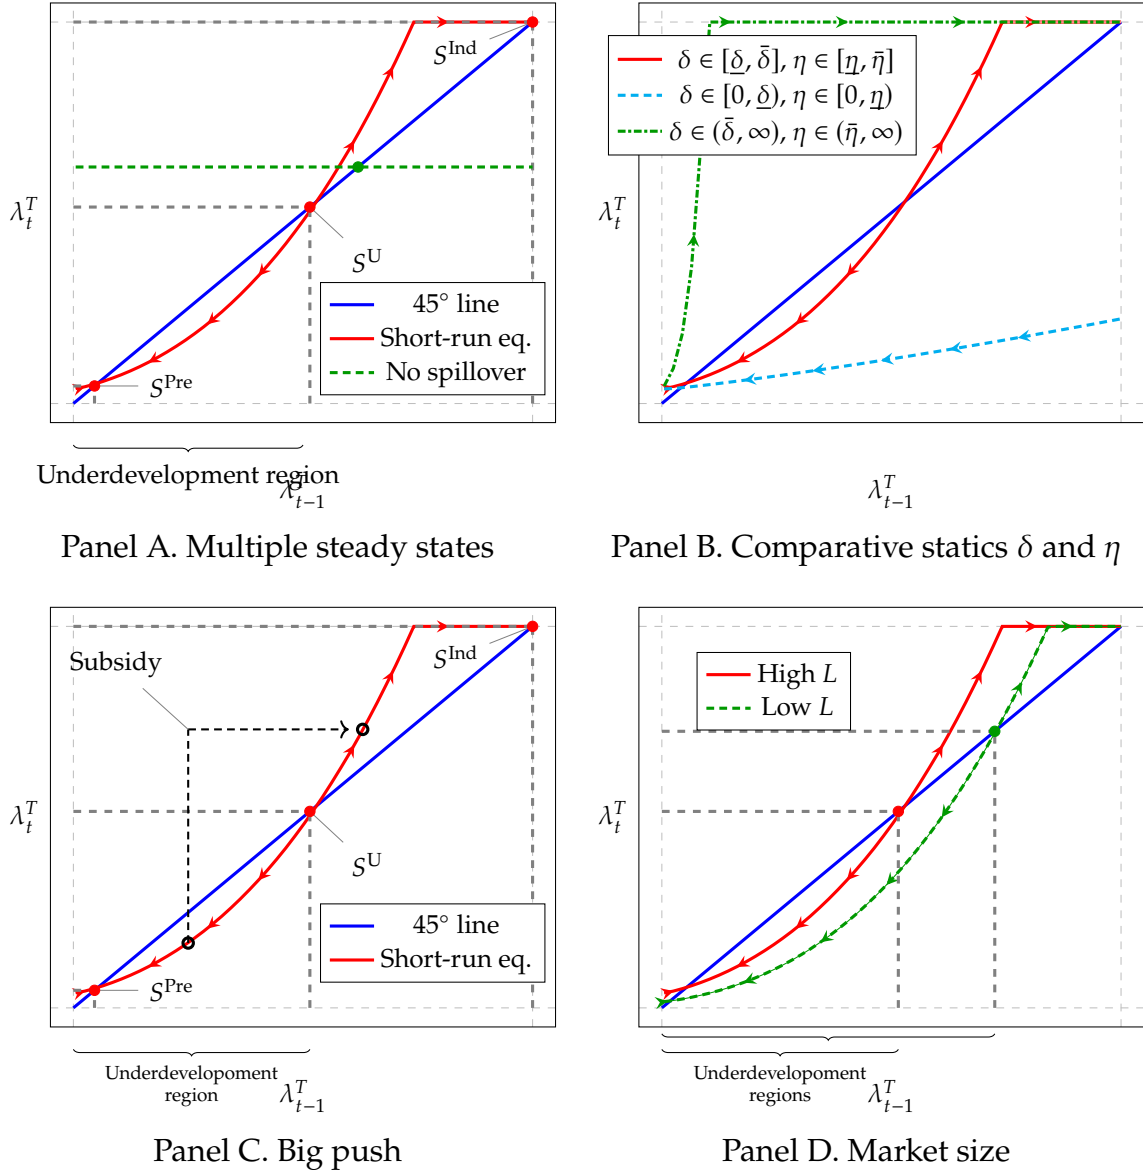 S^Ind
λ_t^T
S^U
45° line
Short-run eq.
No spillover
S^Pre
Underdevelopment region
λ_{t−1}^T
Panel A. Multiple steady states
δ ∈ [δ̲, δ̄], η ∈ [η̲, η̄]
δ ∈ [0, δ̲), η ∈ [0, η̲)
δ ∈ (δ̄, ∞), η ∈ (η̄, ∞)
λ_t^T
λ_{t−1}^T
Panel B. Comparative statics δ and η
Subsidy
S^Ind
λ_t^T
S^U
45° line
Short-run eq.
S^Pre
Underdevelopoment
region
λ_{t−1}^T
Panel C. Big push
High L
Low L
λ_t^T
Underdevelopoment
regions
λ_{t−1}^T
Panel D. Market size